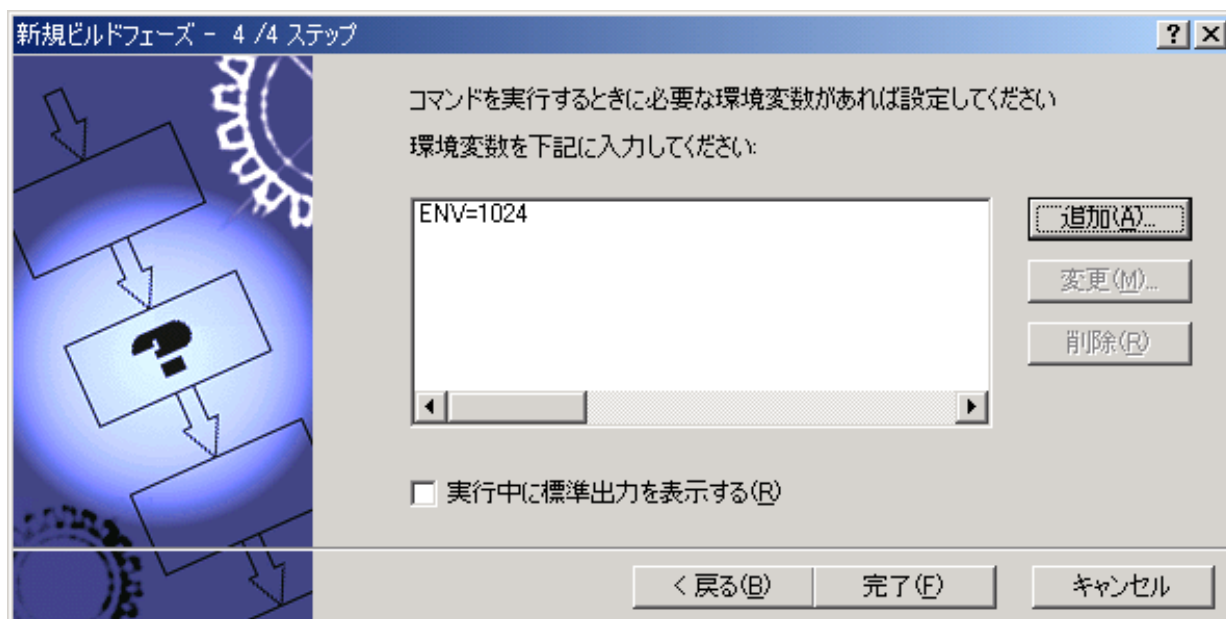 新規ビルドフェーズ - 4 /4 ステップ
コマンドを実行するときに必要な環境変数があれば設定してください
環境変数を下記に入力してください:
ENV=1024
追加(A)...
変更(M)...
削除(R)
実行中に標準出力を表示する(R)
< 戻る(B)
完了(F)
キャンセル